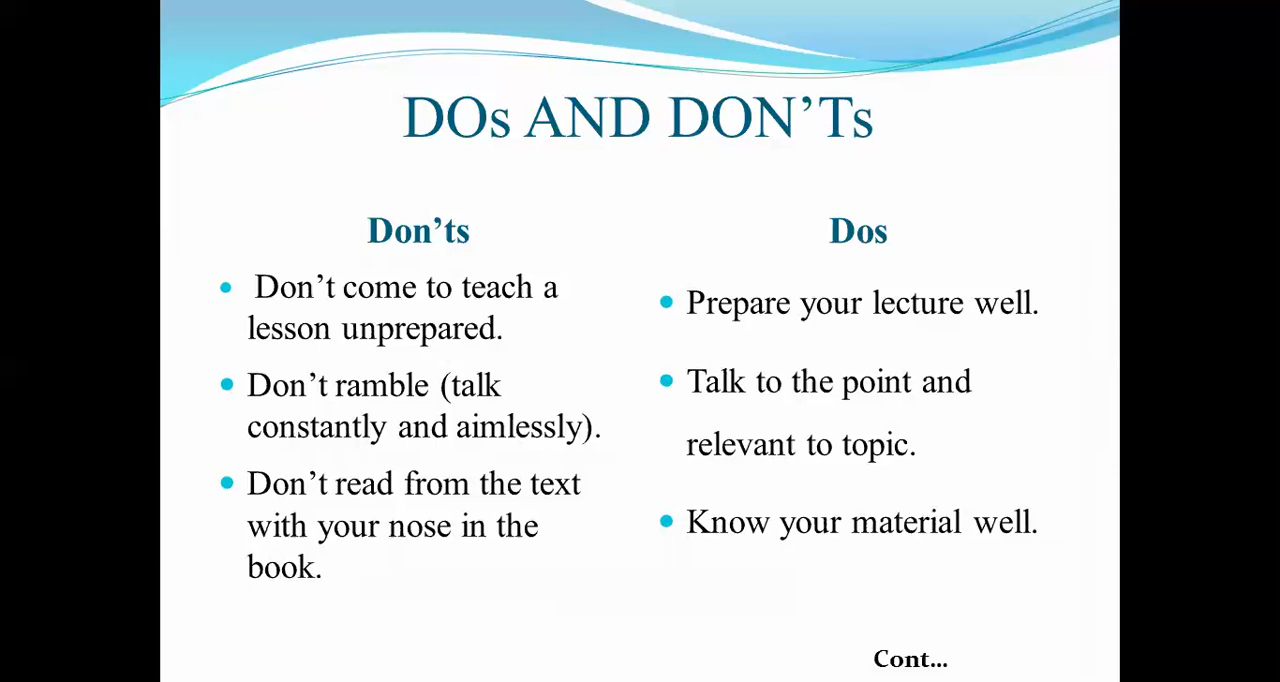 DOs AND DON’Ts
Don’ts
Don’t come to teach a
lesson unprepared.
Don’t ramble (talk
constantly and aimlessly).
Don’t read from the text
with your nose in the
book.
Dos
Prepare your lecture well.
Talk to the point and
relevant to topic.
Know your material well.
Cont...